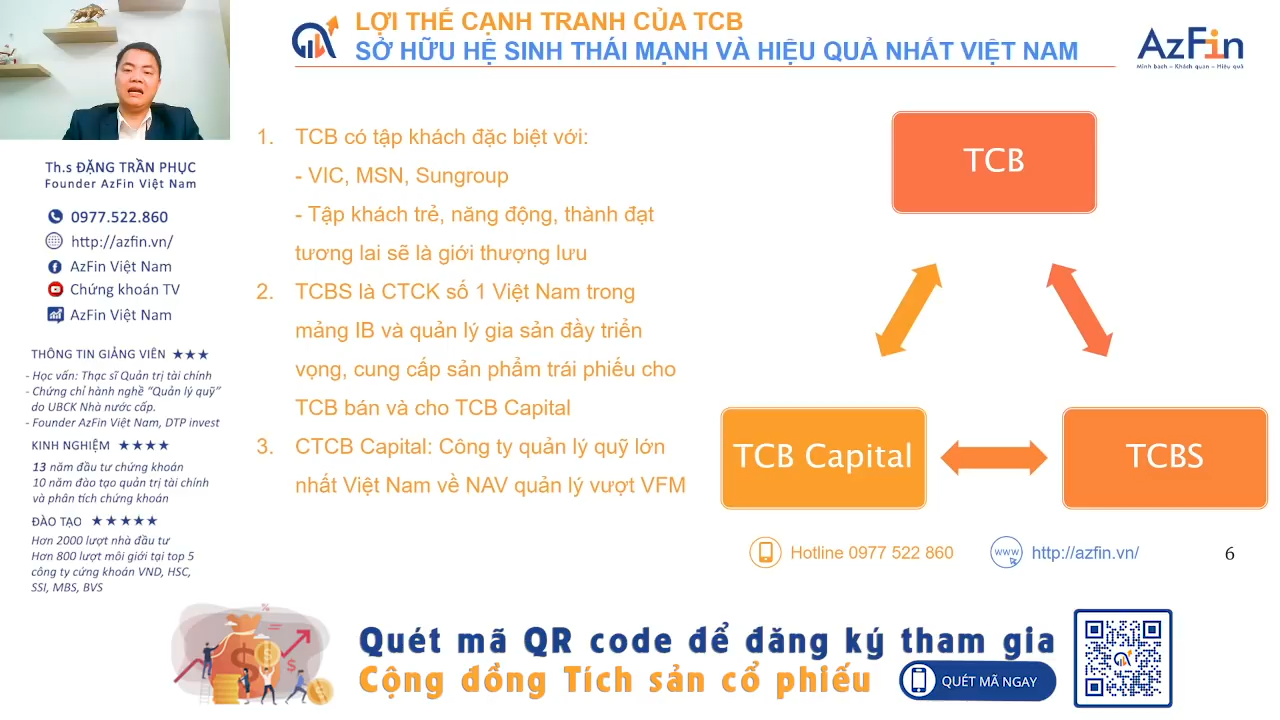 LỢI THẾ CẠNH TRANH CỦA TCB
SỞ HỮU HỆ SINH THÁI MẠNH VÀ HIỆU QUẢ NHẤT VIỆT NAM
AzFin
Minh bạch – Khách quan – Hiệu quả
Th.s ĐẶNG TRẦN PHỤC
Founder AzFin Việt Nam
0977.522.860
http://azfin.vn/
AzFin Việt Nam
Chứng khoán TV
AzFin Việt Nam
THÔNG TIN GIẢNG VIÊN ★★★
- Học vấn: Thạc sĩ Quản trị tài chính
- Chứng chỉ hành nghề "Quản lý quỹ"
do UBCK Nhà nước cấp.
- Founder AzFin Việt Nam, DTP invest
KINH NGHIỆM ★★★★
13 năm đầu tư chứng khoán
10 năm đào tạo quản trị tài chính
và phân tích chứng khoán
ĐÀO TẠO ★★★★★
Hơn 2000 lượt nhà đầu tư
Hơn 800 lượt môi giới tại top 5
công ty cứng khoán VND, HSC,
SSI, MBS, BVS
1. TCB có tập khách đặc biệt với:
- VIC, MSN, Sungroup
- Tập khách trẻ, năng động, thành đạt
tương lai sẽ là giới thượng lưu
2. TCBS là CTCK số 1 Việt Nam trong
mảng IB và quản lý gia sản đầy triển
vọng, cung cấp sản phẩm trái phiếu cho
TCB bán và cho TCB Capital
3. CTCB Capital: Công ty quản lý quỹ lớn
nhất Việt Nam về NAV quản lý vượt VFM
TCB
TCB Capital
TCBS
Hotline 0977 522 860
www
http://azfin.vn/
6
Quét mã QR code để đăng ký tham gia
Cộng đồng Tích sản cổ phiếu
QUÉT MÃ NGAY